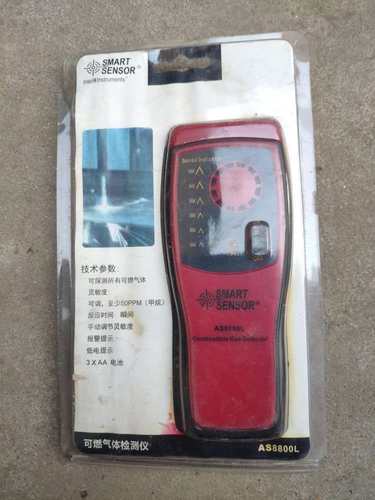 SMART
SENSOR®
Instruments
技术参数:
可探测所有可燃气体
灵敏度
可调, 至少50PPM (甲烷)
反应时间 瞬间
手动调节灵敏度
报警提示
低电提示
3 X AA 电池
SMART
SENSOR®
AS8800L
Combustible Gas Detector
可燃气体检测仪
AS8800L